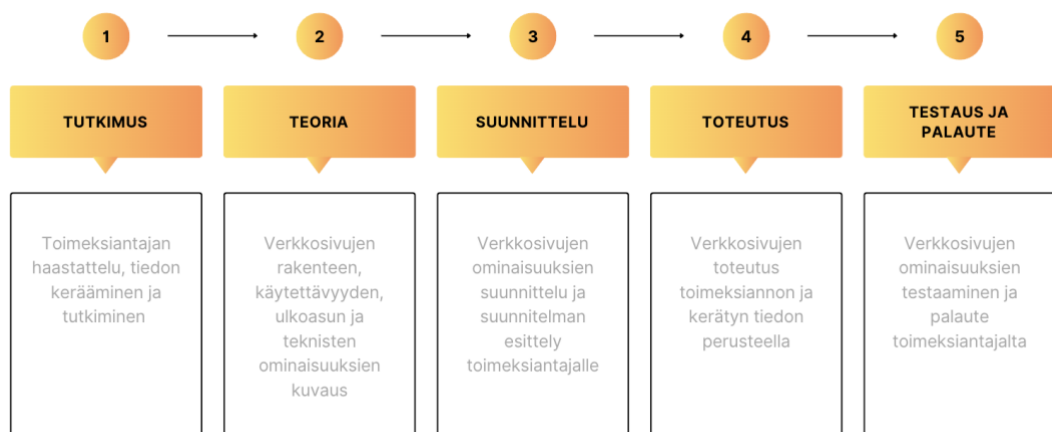 1
2
3
4
5
TUTKIMUS
TEORIA
SUUNNITTELU
TOTEUTUS
TESTAUS JA
PALAUTE
Toimeksiantajan
haastattelu, tiedon
kerääminen ja
tutkiminen
Verkkosivujen
rakenteen,
käytettävyyden,
ulkoasun ja
teknisten
ominaisuuksien
kuvaus
Verkkosivujen
ominaisuuksien
suunnittelu ja
suunnitelman
esittely
toimeksiantajalle
Verkkosivujen
toteutus
toimeksiannon ja
kerätyn tiedon
perusteella
Verkkosivujen
ominaisuuksien
testaaminen ja
palaute
toimeksiantajalta